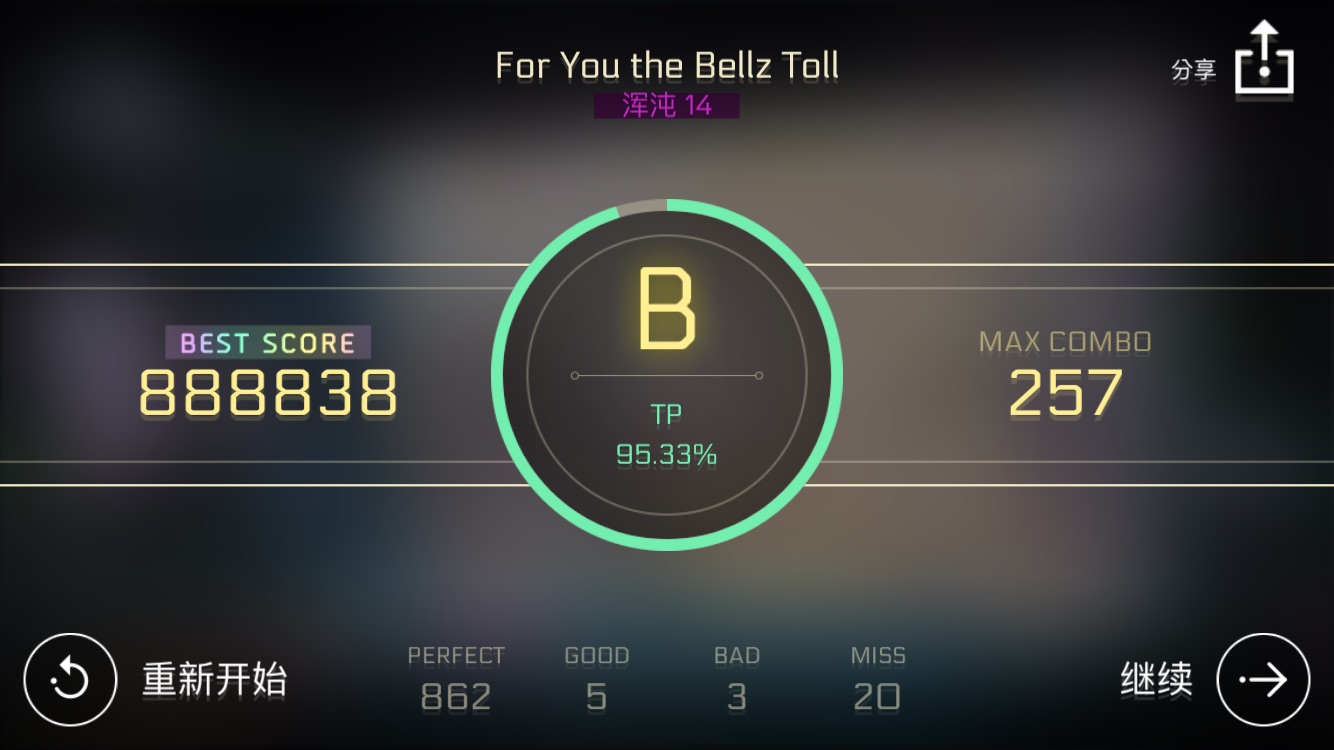 For You the Bellz Toll
浑沌 14
分享
B
TP
95.33%
BEST SCORE
888838
MAX COMBO
257
重新开始
PERFECT
862
GOOD
5
BAD
3
MISS
20
继续